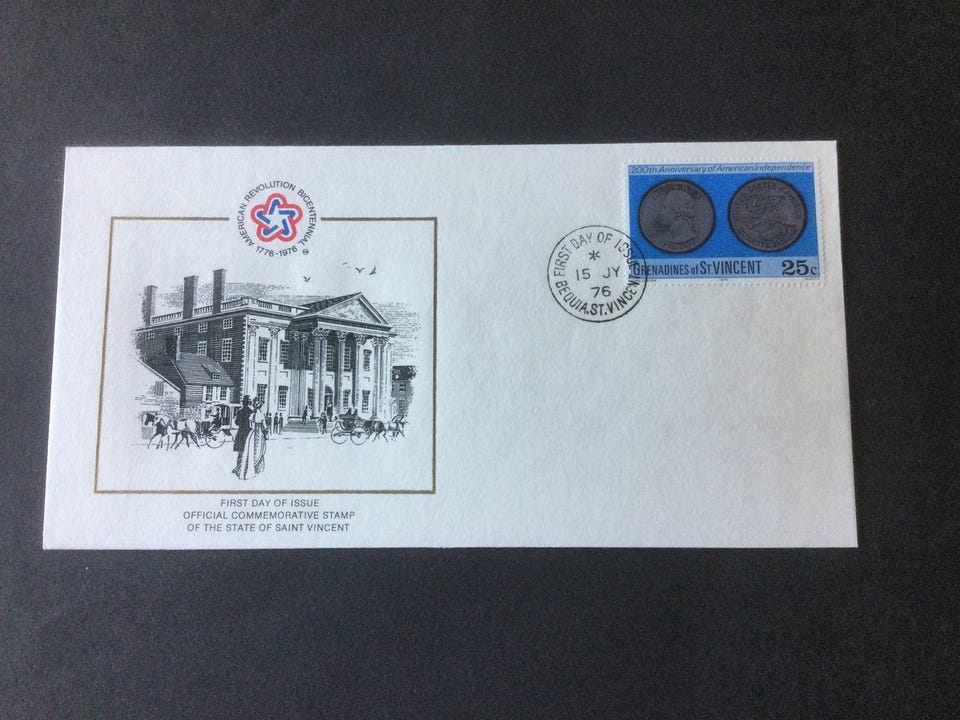 AMERICAN REVOLUTION BICENTENNIAL
1776-1976
FIRST DAY OF ISSUE
OFFICIAL COMMEMORATIVE STAMP
OF THE STATE OF SAINT VINCENT
FIRST DAY OF ISSUE
*
15 JY
76
BEQUIA.ST.VINCENT
200th Anniversary of American Independence
GRENADINES of ST. VINCENT 25c